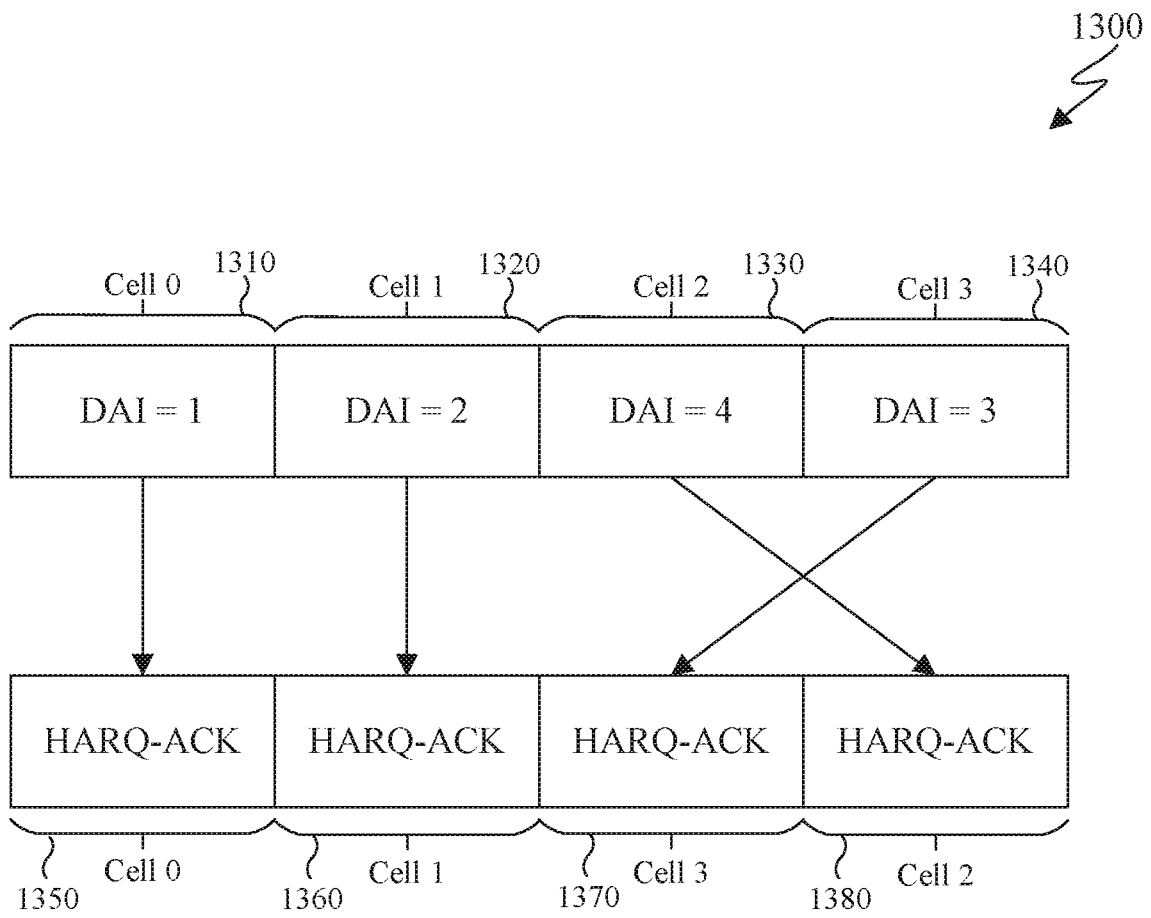 1300
Cell 0 1310 Cell 1 1320 Cell 2 1330 Cell 3 1340
DAI = 1 DAI = 2 DAI = 4 DAI = 3
HARQ-ACK HARQ-ACK HARQ-ACK HARQ-ACK
1350 Cell 0 1360 Cell 1 1370 Cell 3 1380 Cell 2